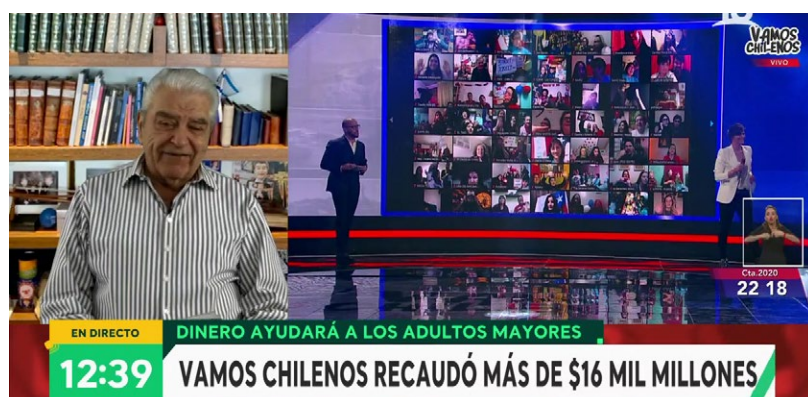 VAMOS
CHILENOS
VIVO
Cta.2020
22 18
EN DIRECTO
DINERO AYUDARÁ A LOS ADULTOS MAYORES
12:39
VAMOS CHILENOS RECAUDÓ MÁS DE $16 MIL MILLONES